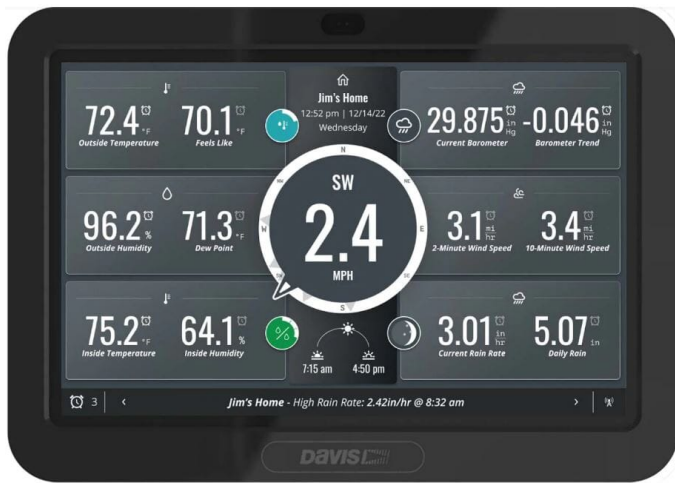 Jim's Home
12:52 pm | 12/14/22
Wednesday
72.4 °F 70.1 °F
Outside Temperature Feels Like
29.875 in Hg -0.046 in Hg
Current Barometer Barometer Trend
96.2 % 71.3 °F
Outside Humidity Dew Point
N
NE
E
SE
S
SW
W
NW
SW
2.4
MPH
3.1 mi hr 3.4 mi hr
2-Minute Wind Speed 10-Minute Wind Speed
75.2 °F 64.1 %
Inside Temperature Inside Humidity
7:15 am 4:50 pm
3.01 in hr 5.07 in
Current Rain Rate Daily Rain
3 ‹ Jim's Home - High Rain Rate: 2.42in/hr @ 8:32 am ›
DAVIS